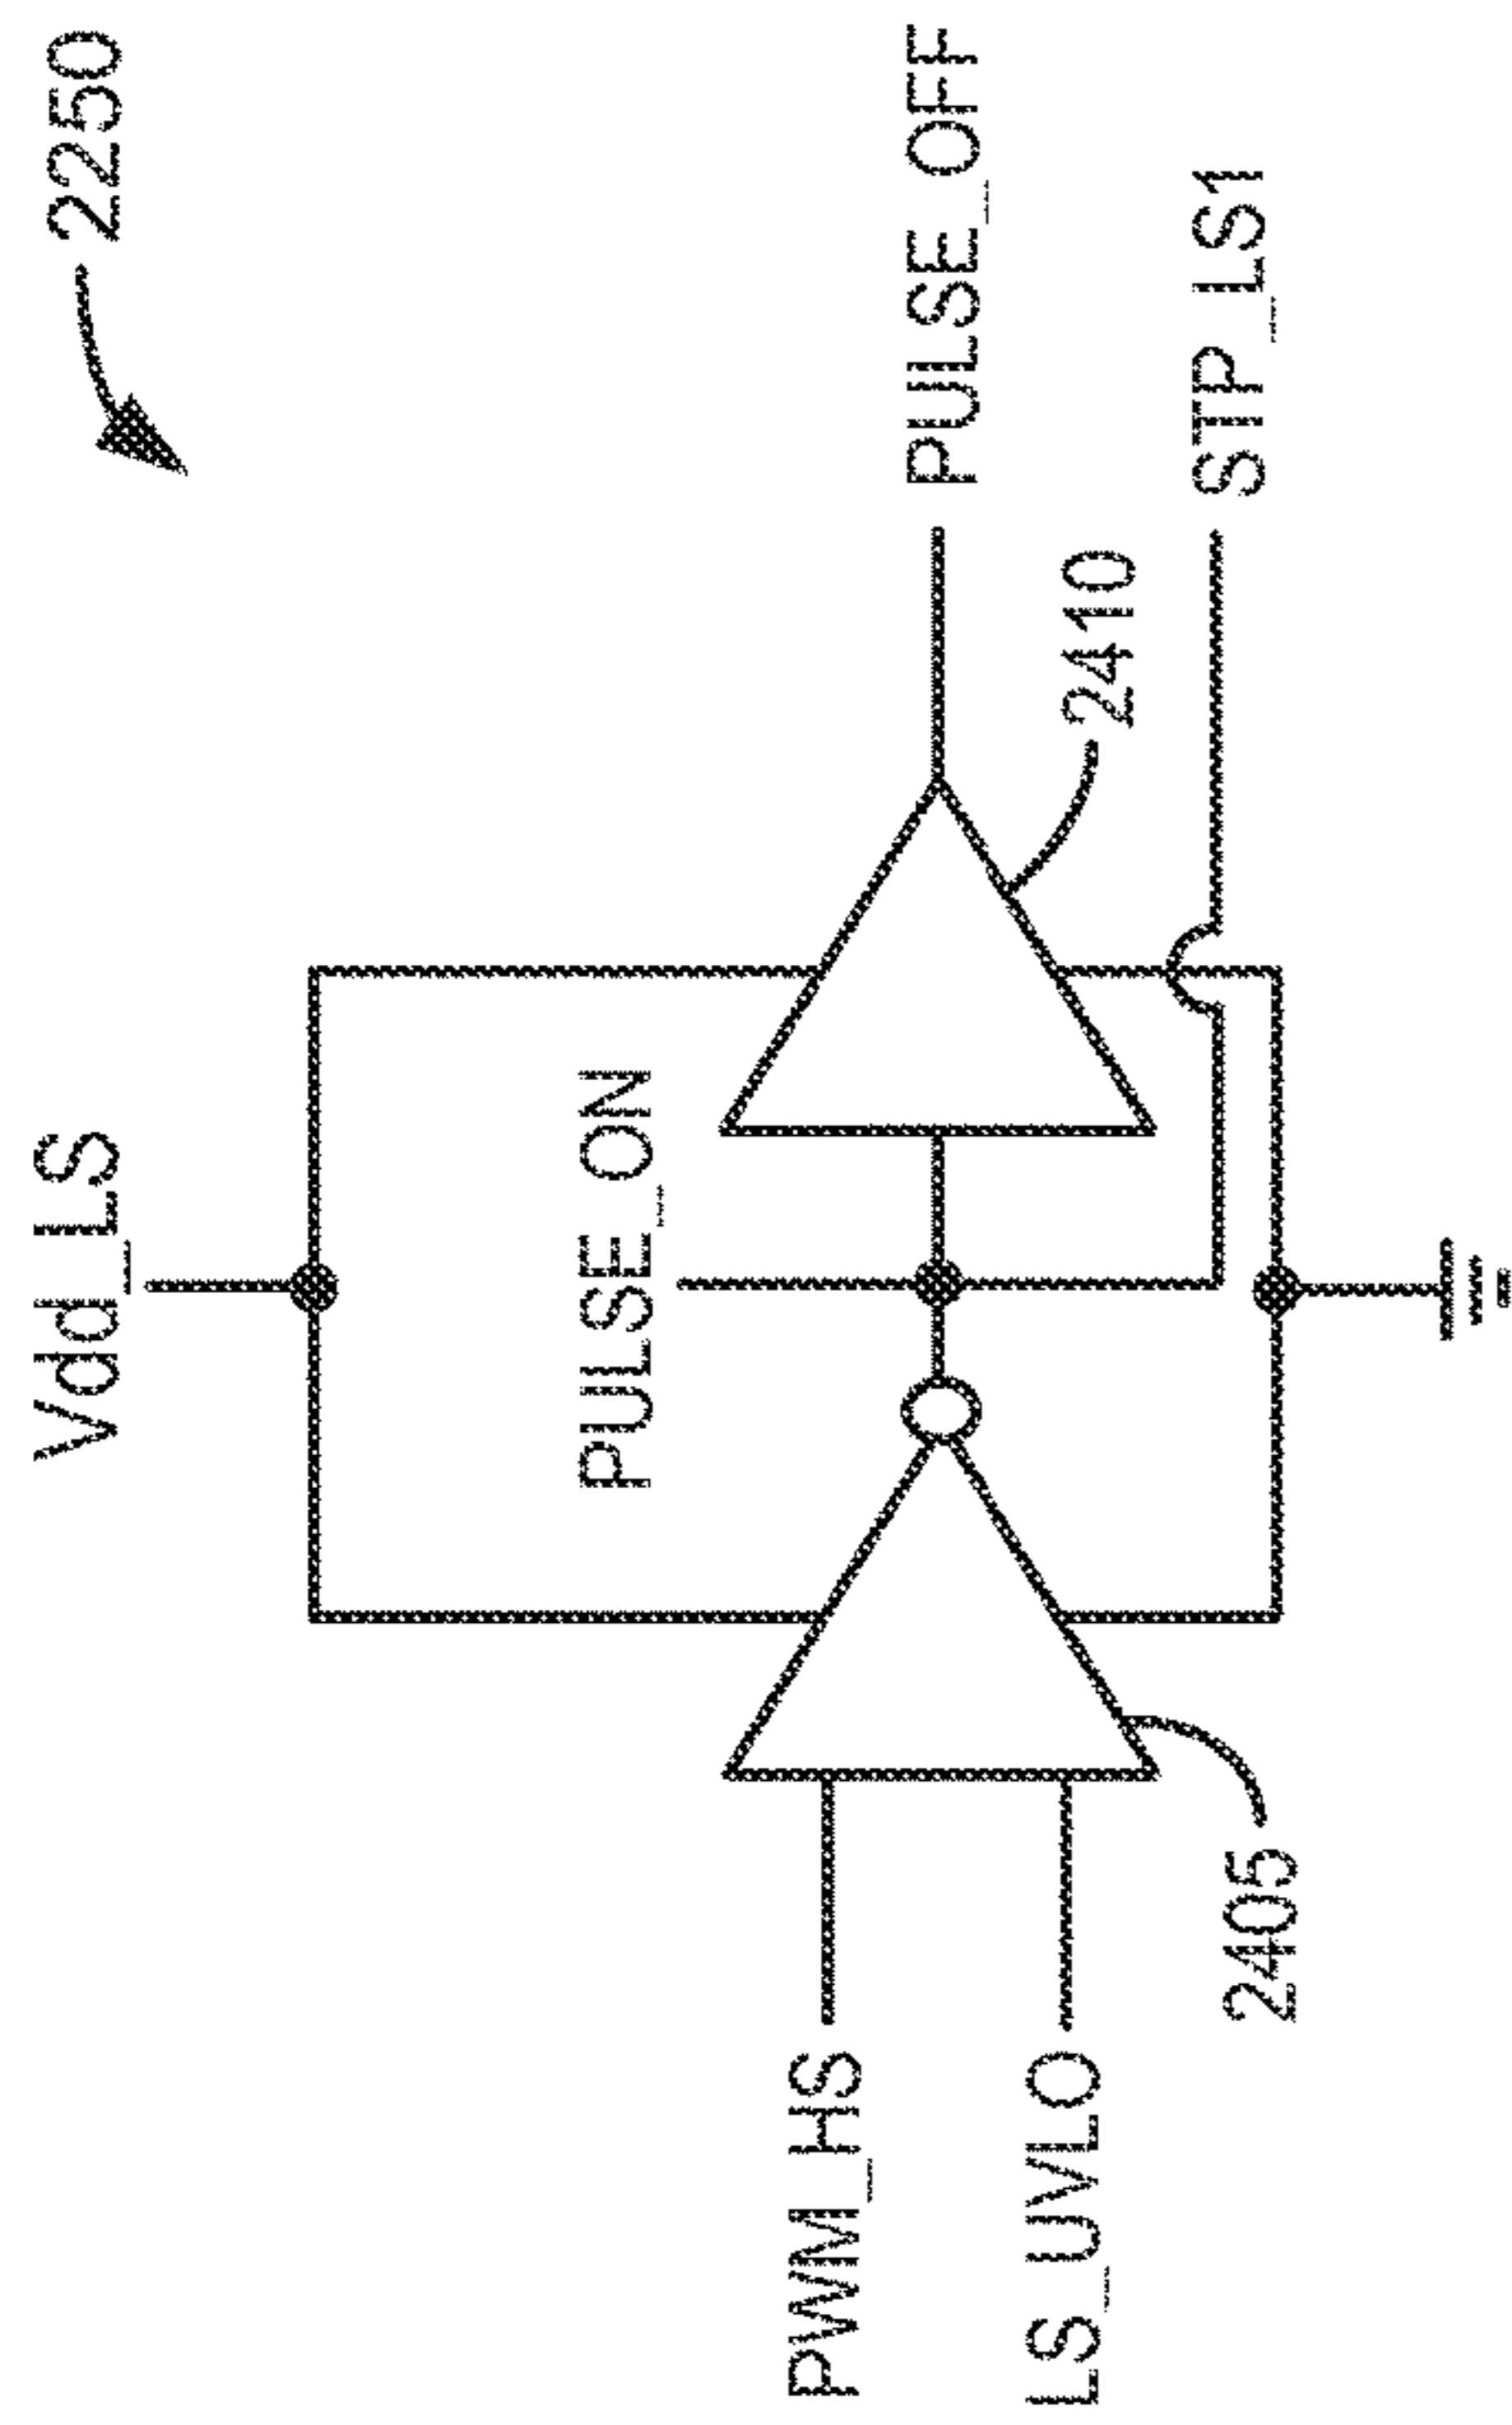 2250
Vdd_LS
PULSE_ON
PULSE_OFF
PWM_HS
LS_UVLO
2410
STP_LS1
2405